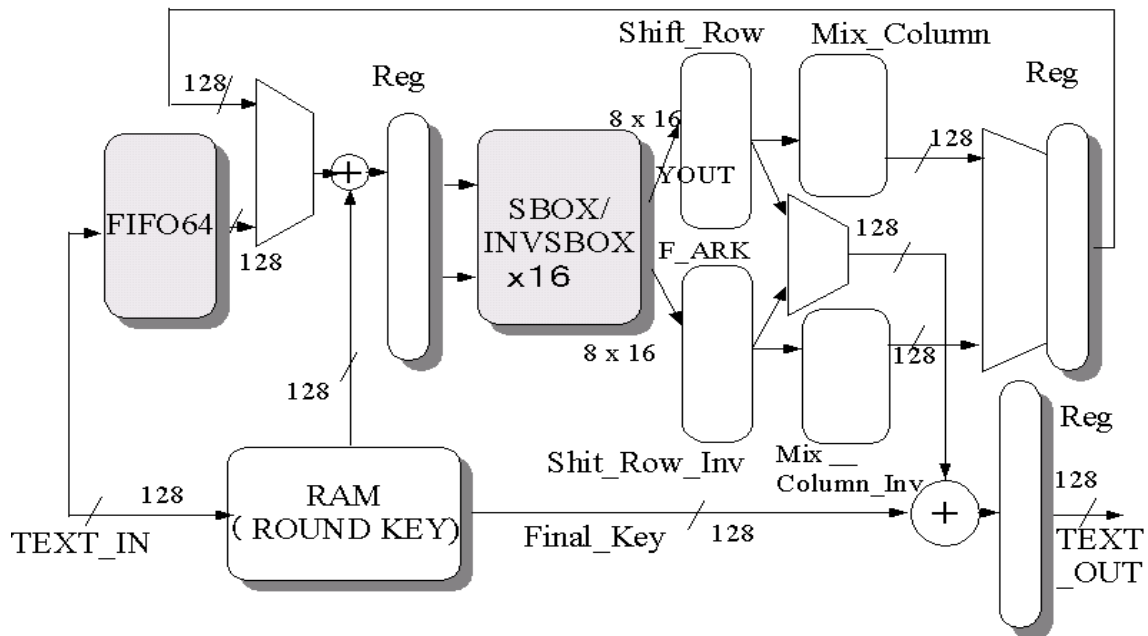 Shift_Row
Mix_Column
128
Reg
Reg
8 x 16
128
YOUT
FIFO64
SBOX/
INVSBOX
x16
128
128
F_ARK
8 x 16
128
128
Reg
Shit_Row_Inv
Mix__
Column_Inv
128
RAM
( ROUND KEY)
128
TEXT_IN
Final_Key
128
TEXT
_OUT